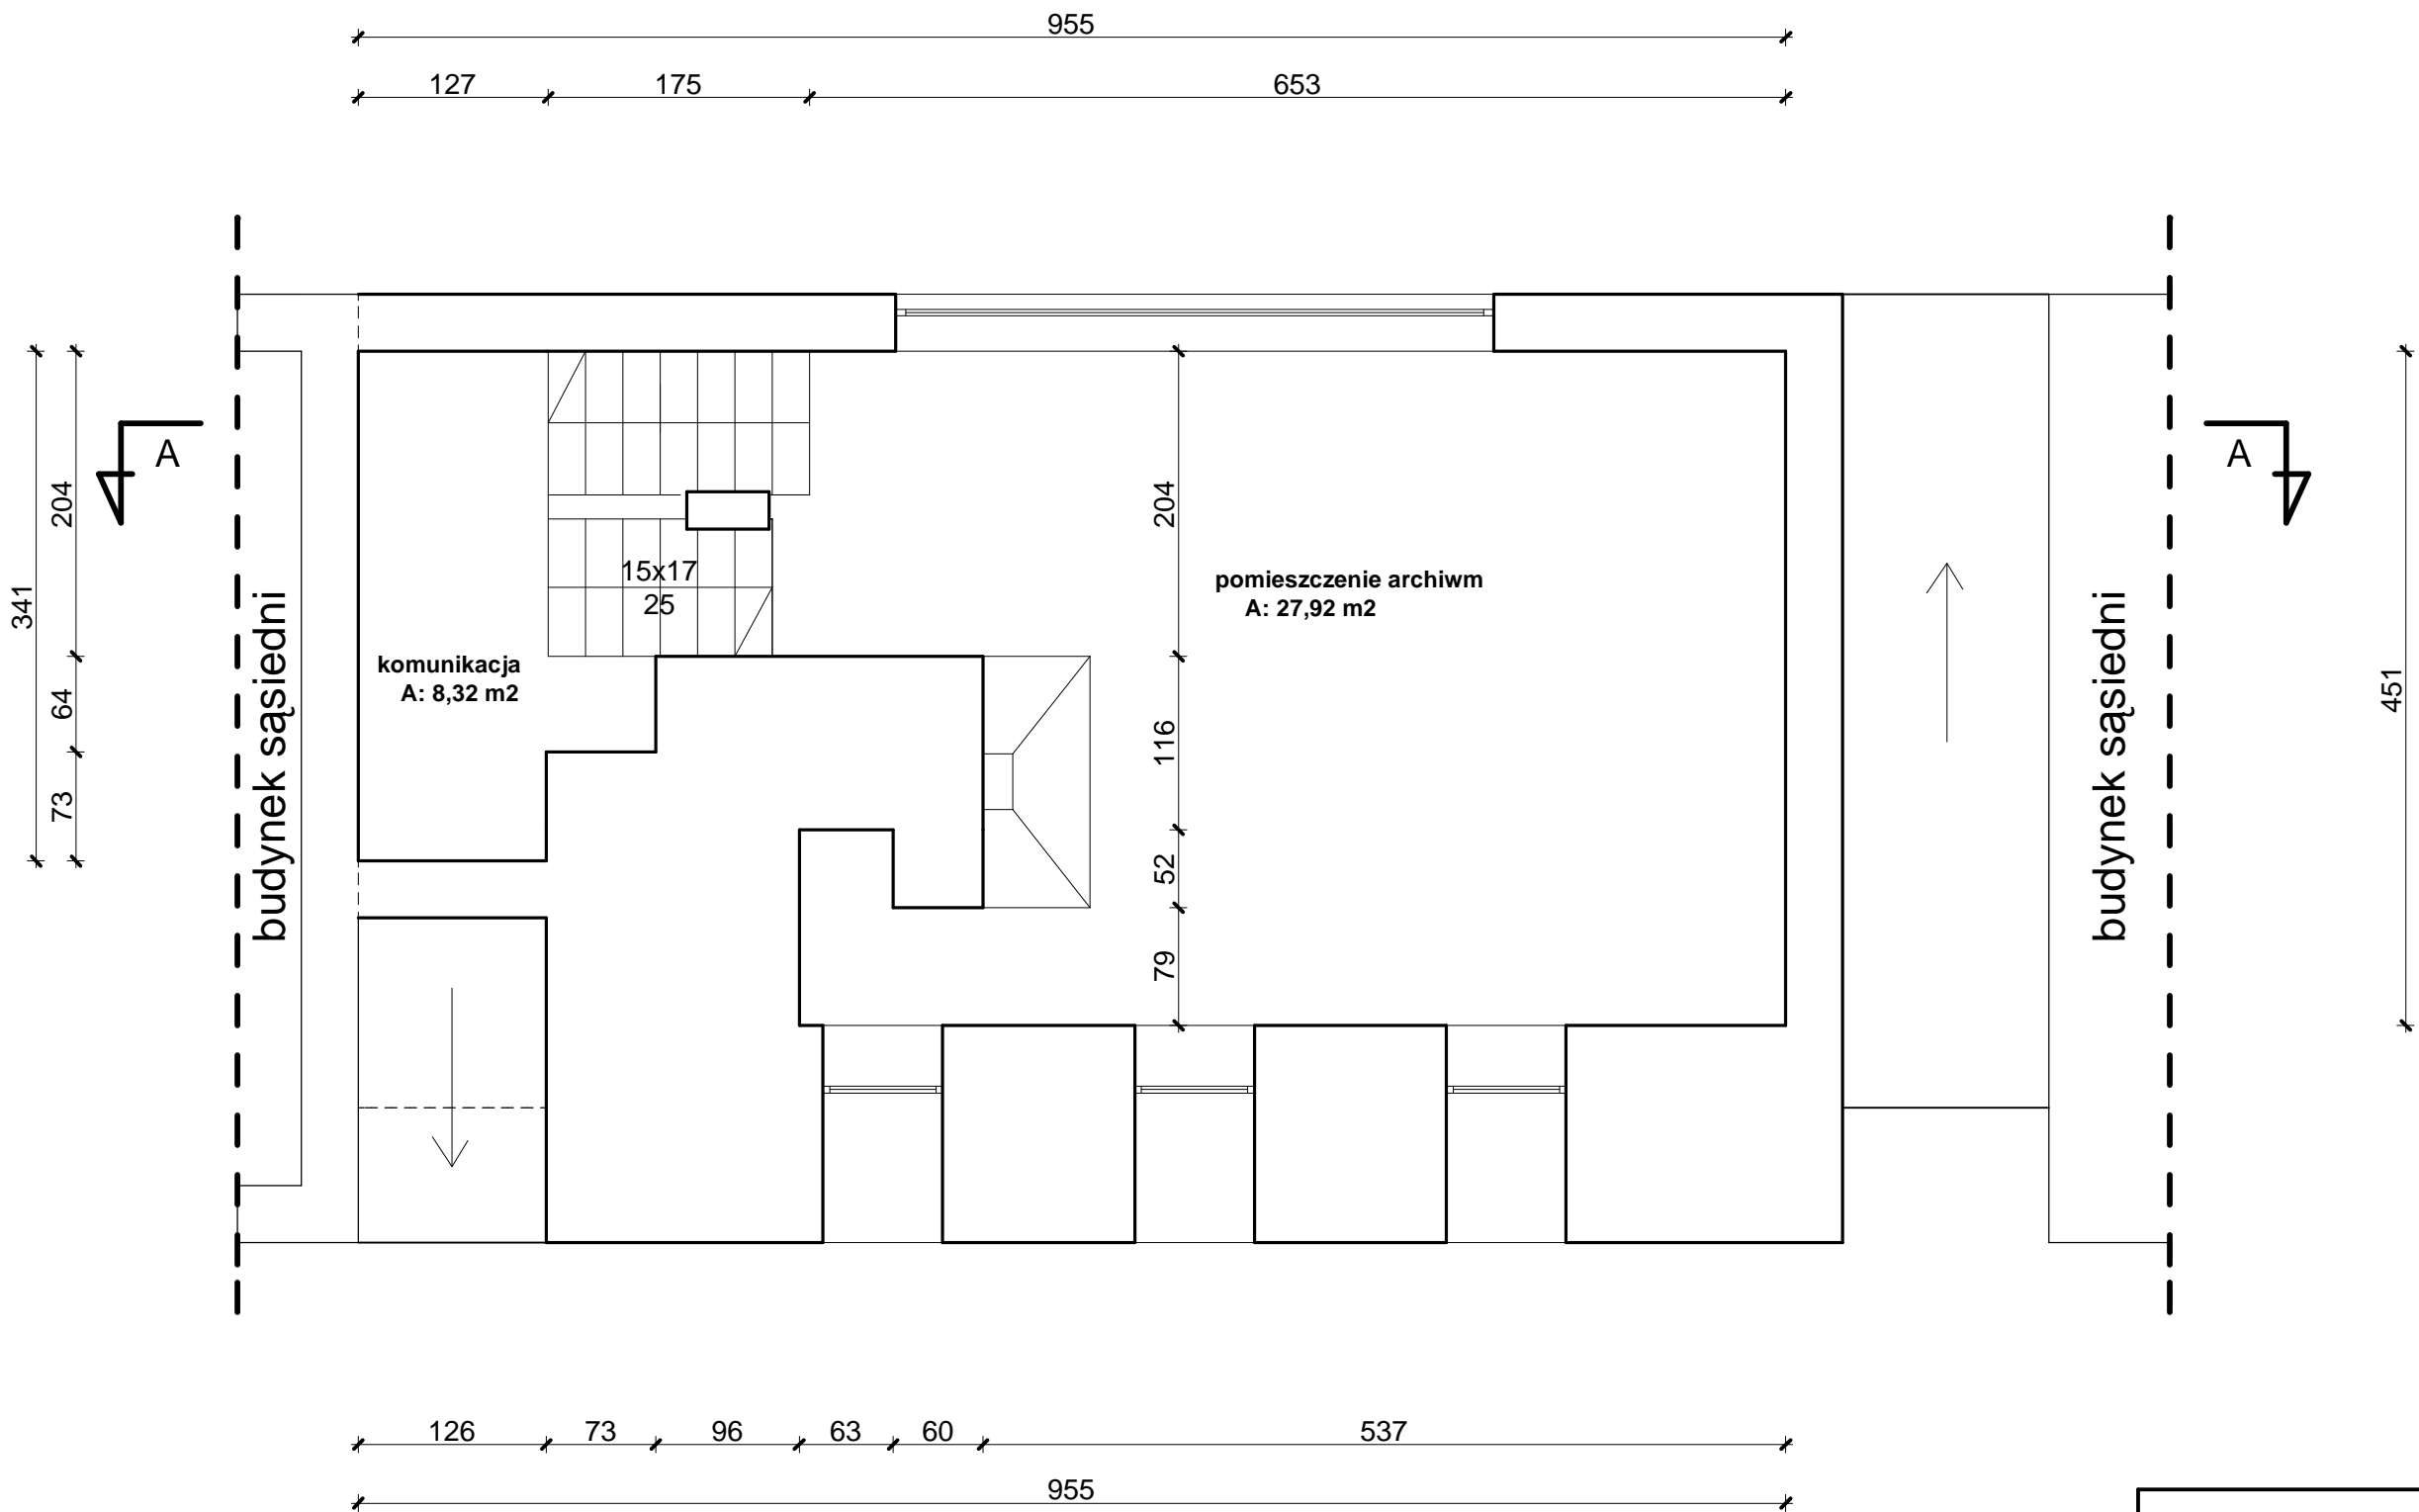 955
127 175 653
A A
204 204
341
15x17
25
pomieszczenie archiwm
A: 27,92 m2
budynek sąsiedni
budynek sąsiedni
komunikacja
A: 8,32 m2
64
116
451
73
52
79
126 73 96 63 60 537
955